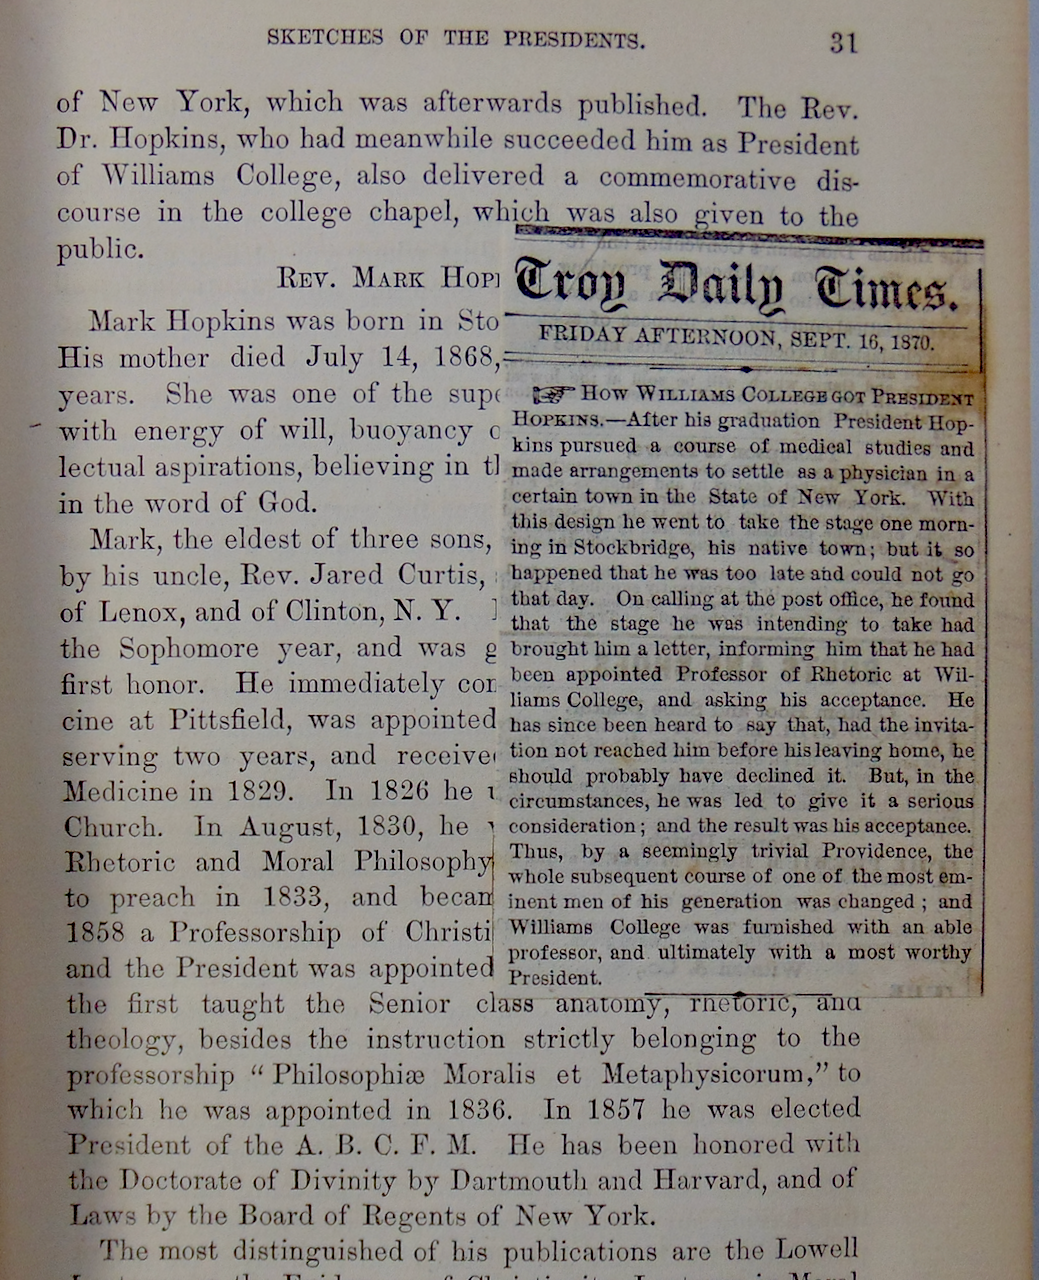 SKETCHES OF THE PRESIDENTS. 31
of New York, which was afterwards published. The Rev.
Dr. Hopkins, who had meanwhile succeeded him as President
of Williams College, also delivered a commemorative dis-
course in the college chapel, which was also given to the
public.
REV. MARK HOP
Mark Hopkins was born in Sto
His mother died July 14, 1868,
years. She was one of the
with energy of will, buoyancy
lectual aspirations, believing in
in the word of God.
Mark, the eldest of three sons,
by his uncle, Rev. Jared Curtis,
of Lenox, and of Clinton, N. Y.
the Sophomore year, and was
first honor. He immediately
cine at Pittsfield, was appointed
serving two years, and
Medicine in 1829. In 1826 he
Church. In August, 1830, he
Rhetoric and Moral Philosophy
to preach in 1833, and
1858 a Professorship of Christi
and the President was appointed
the first taught the Senior class anatomy, rhetoric, and
theology, besides the instruction strictly belonging to the
professorship “Philosophiæ Moralis et Metaphysicorum,” to
which he was appointed in 1836. In 1857 he was elected
President of the A. B. C. F. M. He has been honored with
the Doctorate of Divinity by Dartmouth and Harvard, and of
Laws by the Board of Regents of New York.
The most distinguished of his publications are the Lowell
Troy Daily Times.
FRIDAY AFTERNOON, SEPT. 16, 1870.
☞ HOW WILLIAMS COLLEGE GOT PRESIDENT
HOPKINS.—After his graduation President Hop-
kins pursued a course of medical studies and
made arrangements to settle as a physician in a
certain town in the State of New York. With
this design he went to take the stage one morn-
ing in Stockbridge, his native town; but it so
happened that he was too late and could not go
that day. On calling at the post office, he found
that the stage he was intending to take had
brought him a letter, informing him that he had
been appointed Professor of Rhetoric at Wil-
liams College, and asking his acceptance. He
has since been heard to say that, had the invita-
tion not reached him before his leaving home, he
should probably have declined it. But, in the
circumstances, he was led to give it a serious
consideration; and the result was his acceptance.
Thus, by a seemingly trivial Providence, the
whole subsequent course of one of the most em-
inent men of his generation was changed; and
Williams College was furnished with an able
professor, and ultimately with a most worthy
President.